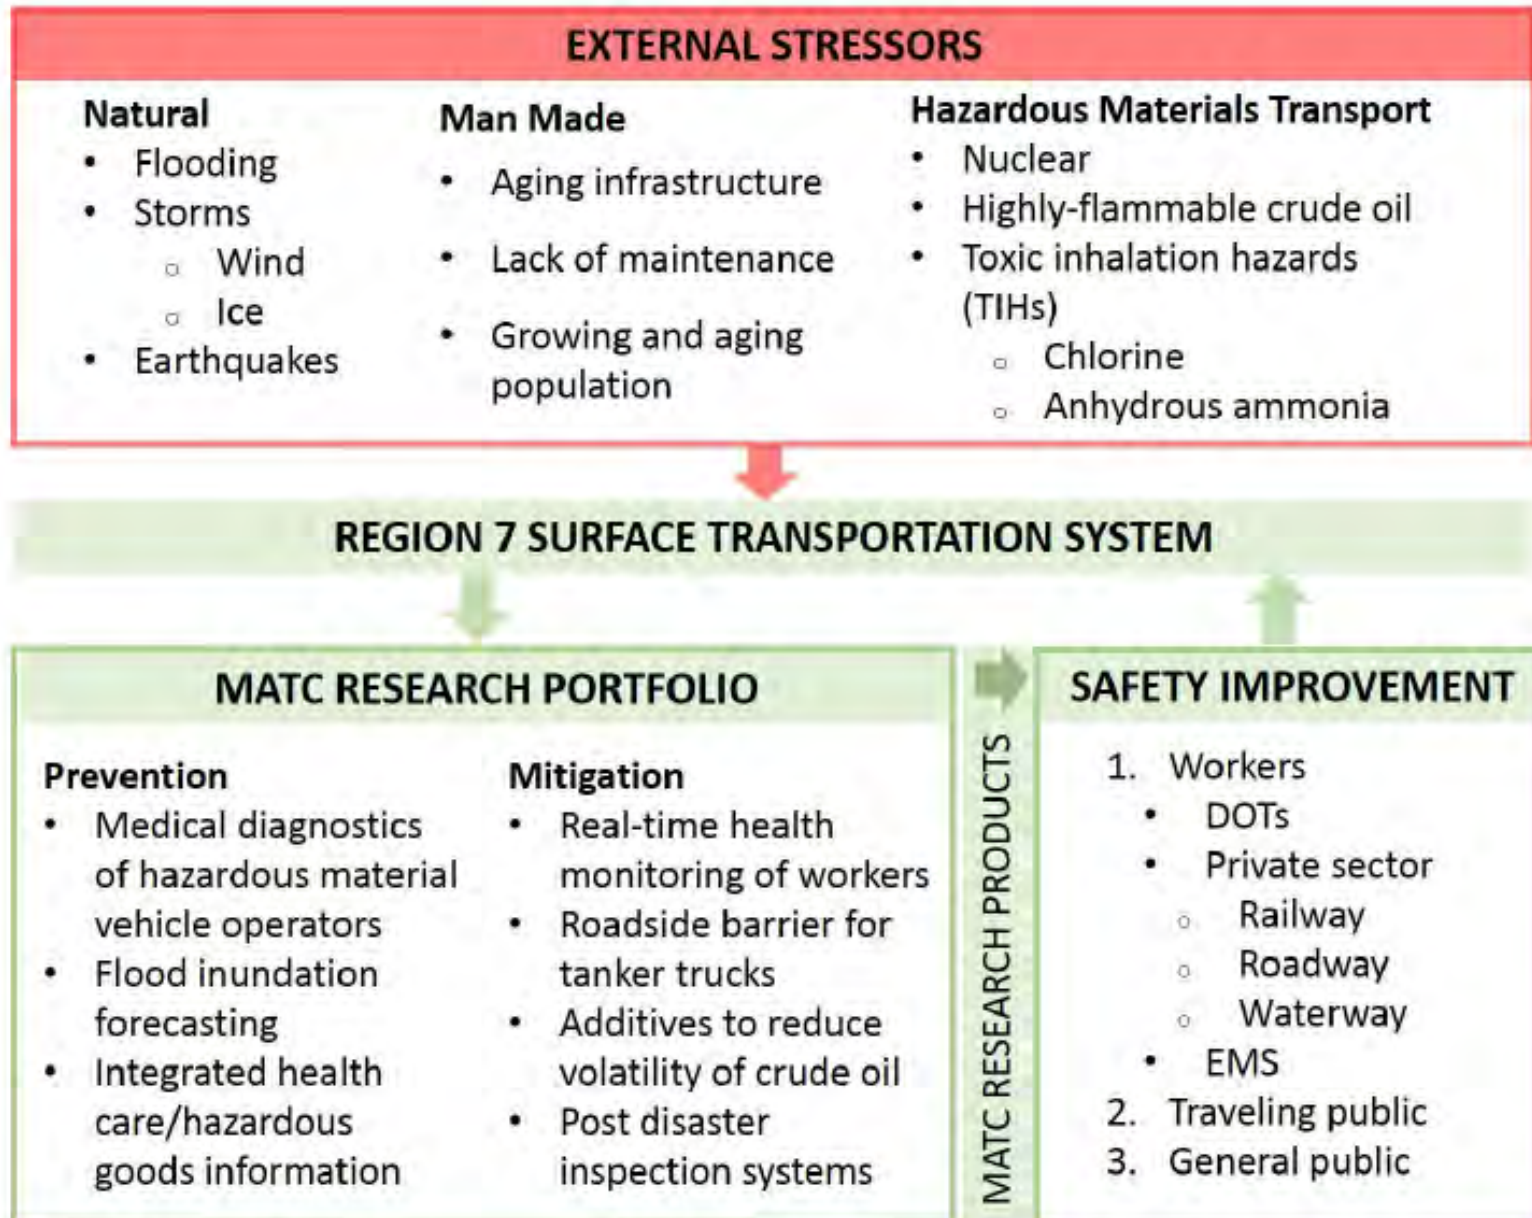 EXTERNAL STRESSORS
Natural
• Flooding
• Storms
○ Wind
○ Ice
• Earthquakes
Man Made
• Aging infrastructure
• Lack of maintenance
• Growing and aging
population
Hazardous Materials Transport
• Nuclear
• Highly-flammable crude oil
• Toxic inhalation hazards
(TIHs)
○ Chlorine
○ Anhydrous ammonia
REGION 7 SURFACE TRANSPORTATION SYSTEM
MATC RESEARCH PORTFOLIO
Prevention
• Medical diagnostics
of hazardous material
vehicle operators
• Flood inundation
forecasting
• Integrated health
care/hazardous
goods information
Mitigation
• Real-time health
monitoring of workers
• Roadside barrier for
tanker trucks
• Additives to reduce
volatility of crude oil
• Post disaster
inspection systems
MATC RESEARCH PRODUCTS
SAFETY IMPROVEMENT
1. Workers
• DOTs
• Private sector
○ Railway
○ Roadway
○ Waterway
• EMS
2. Traveling public
3. General public